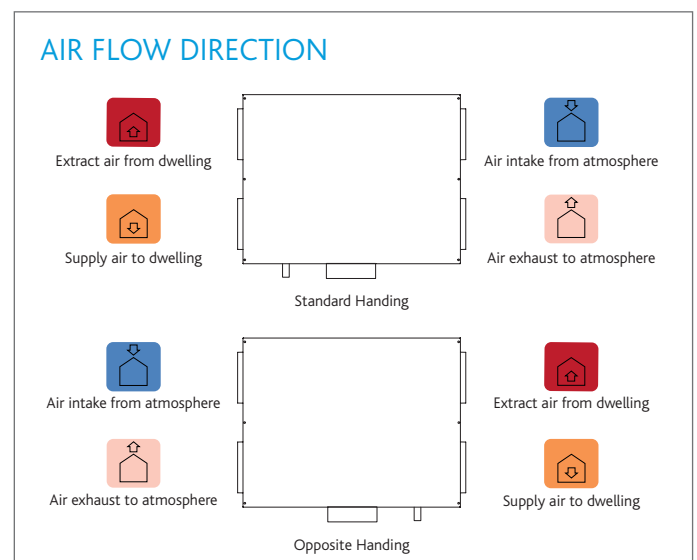 AIR FLOW DIRECTION
Extract air from dwelling
Air intake from atmosphere
Supply air to dwelling
Air exhaust to atmosphere
Standard Handing
Air intake from atmosphere
Extract air from dwelling
Air exhaust to atmosphere
Supply air to dwelling
Opposite Handing